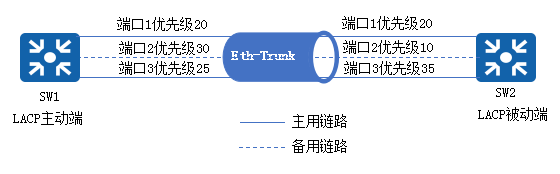 端口1优先级20
端口2优先级30
端口3优先级25
Eth-Trunk
端口1优先级20
端口2优先级10
端口3优先级35
SW1
LACP主动端
SW2
LACP被动端
主用链路
备用链路